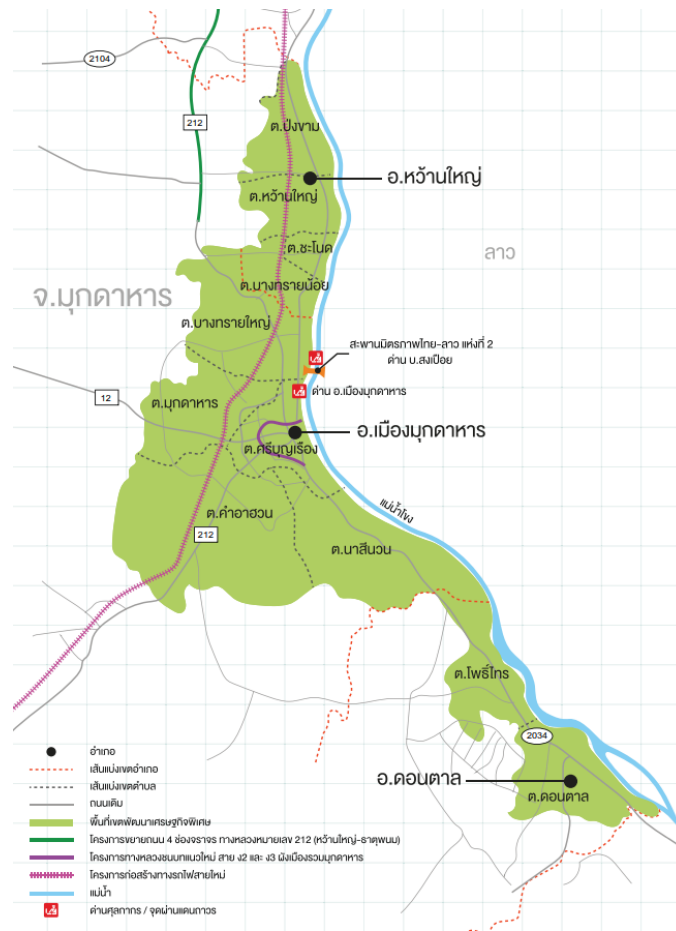 2104
212
ต.ป่งขาม
อ.หว้านใหญ่
ต.หว้านใหญ่
ต.ชะโนด
ลาว
ต.บางทรายน้อย
จ.มุกดาหาร
ต.บางทรายใหญ่
สะพานมิตรภาพไทย-ลาว แห่งที่ 2
ด่าน บ.สงเปือย
12
ต.มุกดาหาร
ด่าน อ.เมืองมุกดาหาร
อ.เมืองมุกดาหาร
ต.ศรีบุญเรือง
แม่น้ำโขง
ต.คำอาฮวน
212
ต.นาสีนวน
ต.โพธิ์ไทร
2034
อ.ดอนตาล
ต.ดอนตาล
อำเภอ
เส้นแบ่งเขตอำเภอ
เส้นแบ่งเขตตำบล
ถนนเดิม
พื้นที่เขตพัฒนาเศรษฐกิจพิเศษ
โครงการขยายถนน 4 ช่องจราจร ทางหลวงหมายเลข 212 (หว้านใหญ่-ธาตุพนม)
โครงการทางหลวงชนบทแนวใหม่ สาย ง2 และ ง3 ผังเมืองรวมมุกดาหาร
โครงการก่อสร้างทางรถไฟสายใหม่
แม่น้ำ
ด่านศุลกากร / จุดผ่านแดนถาวร